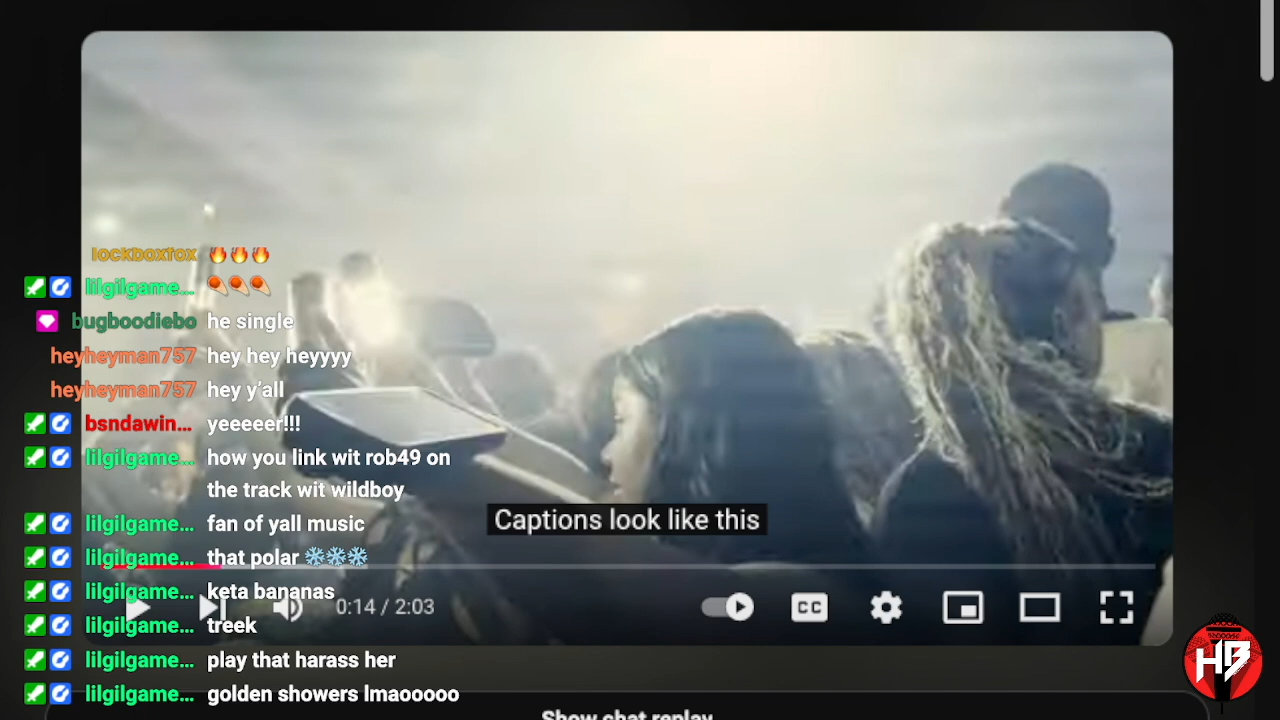 lockboxfox 🔥🔥🔥
lilgilgame...
bugboodiebo he single
heyheyman757 hey hey heyyyy
heyheyman757 hey y'all
bsndawin... yeeeeer!!!
lilgilgame... how you link wit rob49 on
the track wit wildboy
lilgilgame... fan of yall music
Captions look like this
lilgilgame... that polar ❄❄❄
lilgilgame... keta bananas
0:14 / 2:03
CC
lilgilgame... treek
lilgilgame... play that harass her
HB
lilgilgame... golden showers lmaooooo
Show chat replay